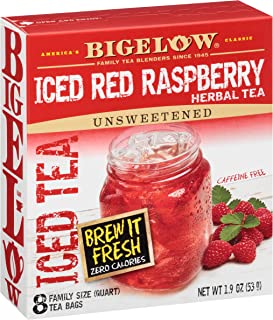 AMERICA'S CLASSIC
BIGELOW
FAMILY TEA BLENDERS SINCE 1945
ICED RED RASPBERRY
HERBAL TEA
UNSWEETENED
CAFFEINE FREE
BREW IT
FRESH
ZERO CALORIES
8 FAMILY SIZE (QUART)
TEA BAGS
NET WT 1.9 OZ (53 g)
BIGELOW
ICED TEA